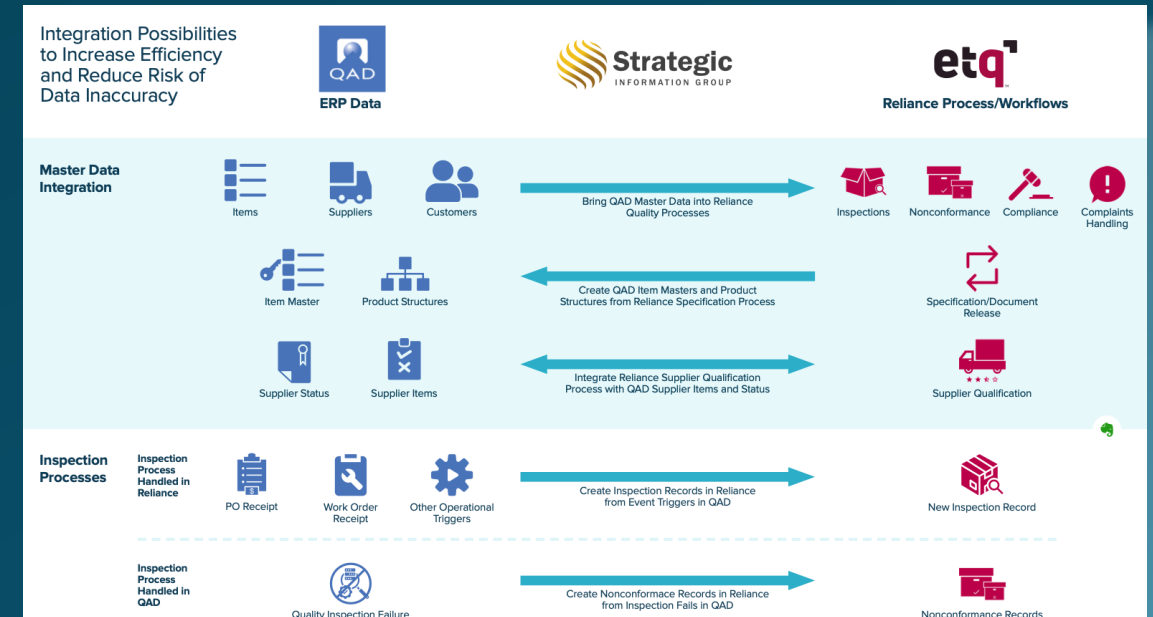 Integration Possibilities
to Increase Efficiency
and Reduce Risk of
Data Inaccuracy
QAD
ERP Data
Strategic
INFORMATION GROUP
etq
Reliance Process/Workflows
Master Data
Integration
Items
Suppliers
Customers
Bring QAD Master Data into Reliance
Quality Processes
Inspections
Nonconformance
Compliance
Complaints
Handling
Item Master
Product Structures
Create QAD Item Masters and Product
Structures from Reliance Specification Process
Specification/Document
Release
Supplier Status
Supplier Items
Integrate Reliance Supplier Qualification
Process with QAD Supplier Items and Status
Supplier Qualification
Inspection
Processes
Inspection
Process
Handled in
Reliance
PO Receipt
Work Order
Receipt
Other Operational
Triggers
Create Inspection Records in Reliance
from Event Triggers in QAD
New Inspection Record
Inspection
Process
Handled in
QAD
Quality Inspection Failure
Create Nonconformace Records in Reliance
from Inspection Fails in QAD
Nonconformance Records